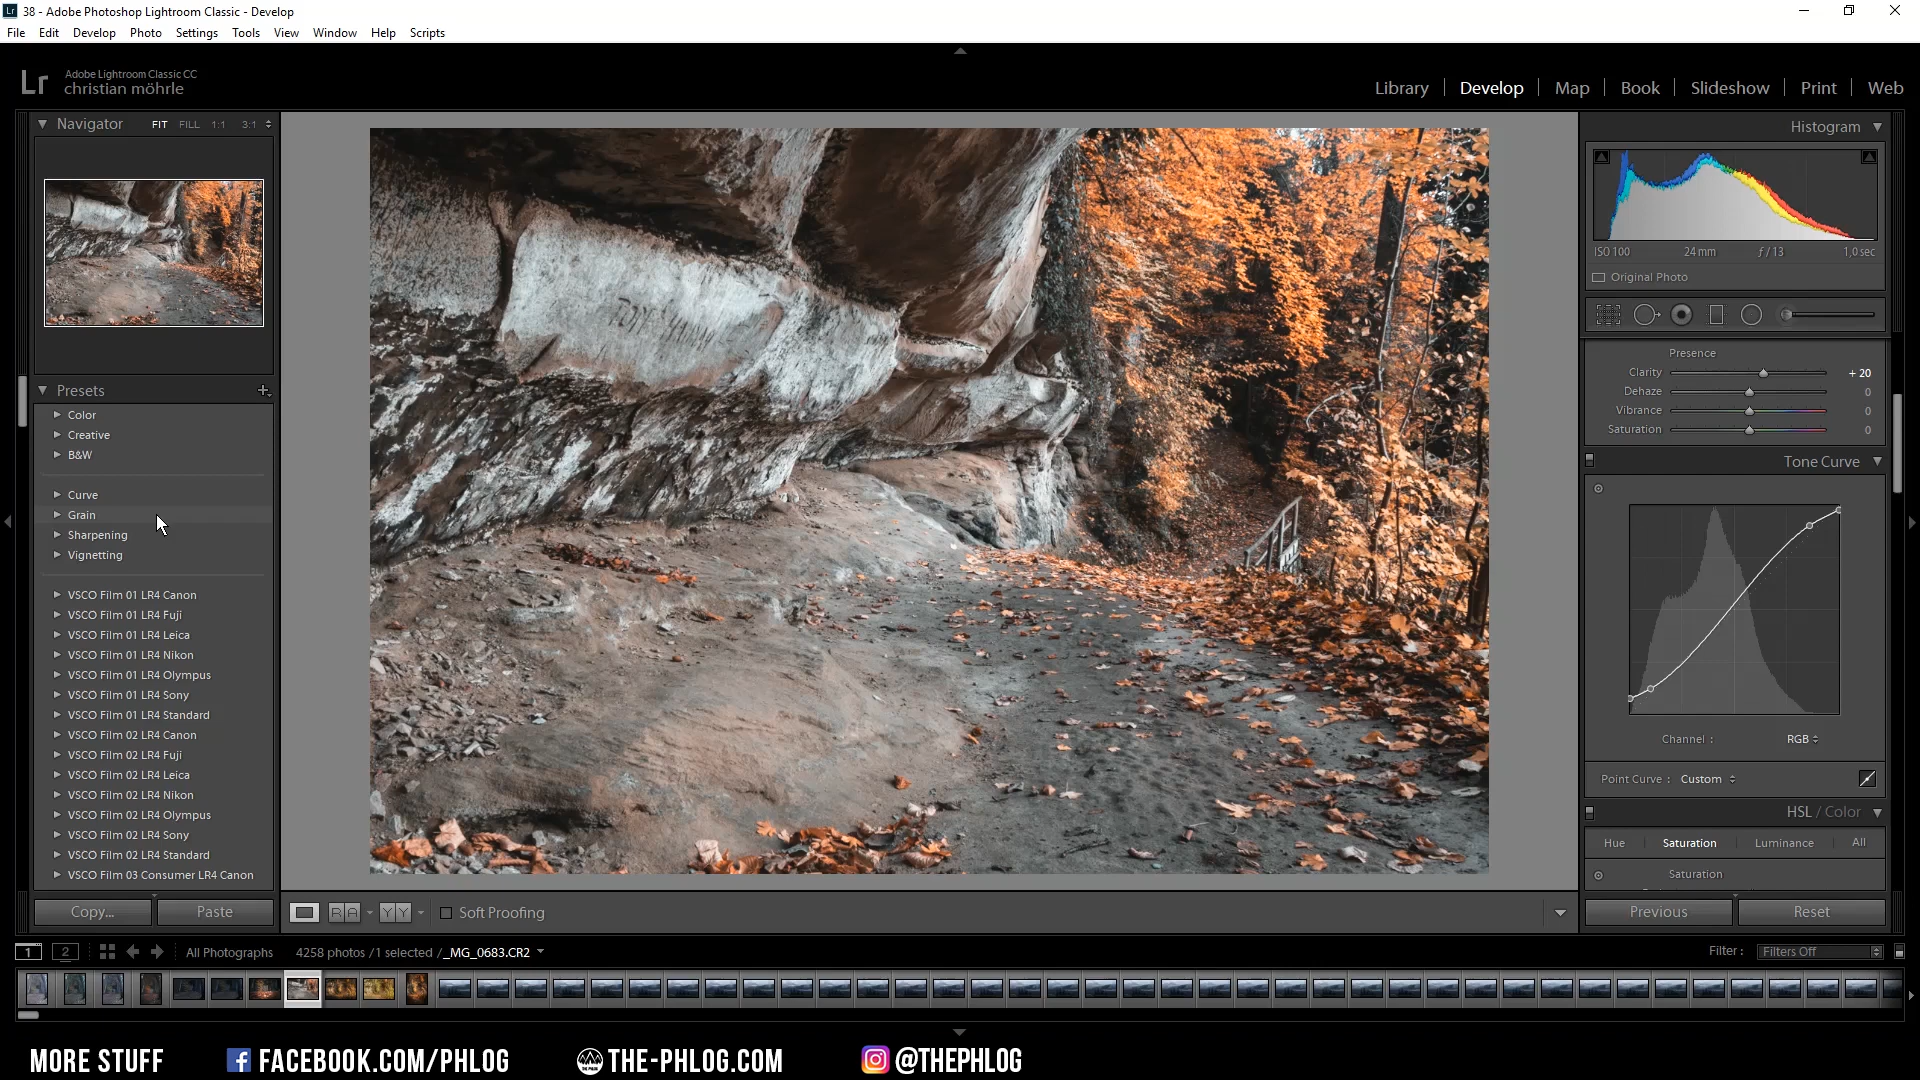 38 - Adobe Photoshop Lightroom Classic - Develop
File Edit Develop Photo Settings Tools View Window Help Scripts
Lr Adobe Lightroom Classic CC
christian möhrle
Library Develop Map Book Slideshow Print Web
Navigator FIT FILL 1:1 3:1
Histogram
ISO 100 24 mm ƒ / 13 1,0 sec
Original Photo
Presence
Clarity + 20
Dehaze 0
Vibrance 0
Saturation 0
Tone Curve
Channel : RGB
Point Curve : Custom
HSL / Color
Hue Saturation Luminance All
Saturation
Previous Reset
Presets
Color
Creative
B&W
Curve
Grain
Sharpening
Vignetting
VSCO Film 01 LR4 Canon
VSCO Film 01 LR4 Fuji
VSCO Film 01 LR4 Leica
VSCO Film 01 LR4 Nikon
VSCO Film 01 LR4 Olympus
VSCO Film 01 LR4 Sony
VSCO Film 01 LR4 Standard
VSCO Film 02 LR4 Canon
VSCO Film 02 LR4 Fuji
VSCO Film 02 LR4 Leica
VSCO Film 02 LR4 Nikon
VSCO Film 02 LR4 Olympus
VSCO Film 02 LR4 Sony
VSCO Film 02 LR4 Standard
VSCO Film 03 Consumer LR4 Canon
Copy... Paste
R A Y Y Soft Proofing
1 2 All Photographs 4258 photos / 1 selected / _MG_0683.CR2
Filter : Filters Off
MORE STUFF FACEBOOK.COM/PHLOG THE-PHLOG.COM @THEPHLOG